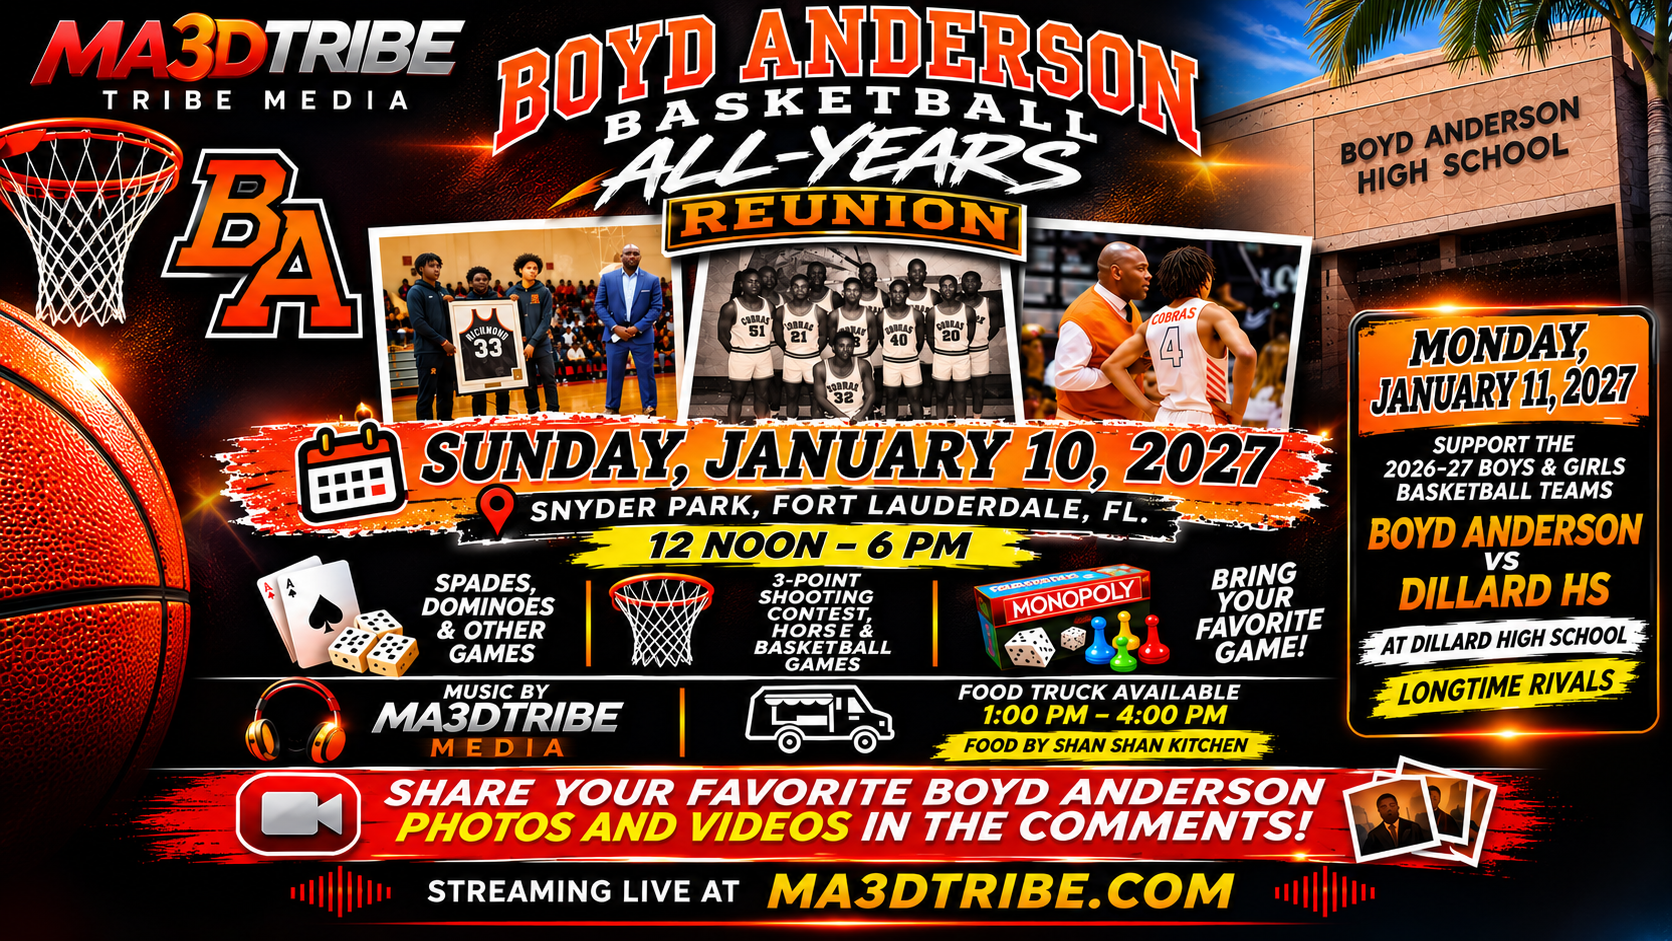 MA3DTRIBE
TRIBE MEDIA
BOYD ANDERSON
BASKETBALL
ALL-YEARS
REUNION
BOYD ANDERSON
HIGH SCHOOL
BA
RICHMOND
33
COBRAS
51
COBRAS
21
COBRAS
40
COBRAS
20
COBRAS
32
COBRAS
4
SUNDAY, JANUARY 10, 2027
SNYDER PARK, FORT LAUDERDALE, FL.
12 NOON – 6 PM
SPADES,
DOMINOES
& OTHER
GAMES
3-POINT
SHOOTING
CONTEST,
HORSE &
BASKETBALL
GAMES
MONOPOLY
BRING
YOUR
FAVORITE
GAME!
MUSIC BY
MA3DTRIBE
MEDIA
FOOD TRUCK AVAILABLE
1:00 PM – 4:00 PM
FOOD BY SHAN SHAN KITCHEN
MONDAY,
JANUARY 11, 2027
SUPPORT THE
2026-27 BOYS & GIRLS
BASKETBALL TEAMS
BOYD ANDERSON
VS
DILLARD HS
AT DILLARD HIGH SCHOOL
LONGTIME RIVALS
SHARE YOUR FAVORITE BOYD ANDERSON
PHOTOS AND VIDEOS IN THE COMMENTS!
STREAMING LIVE AT MA3DTRIBE.COM